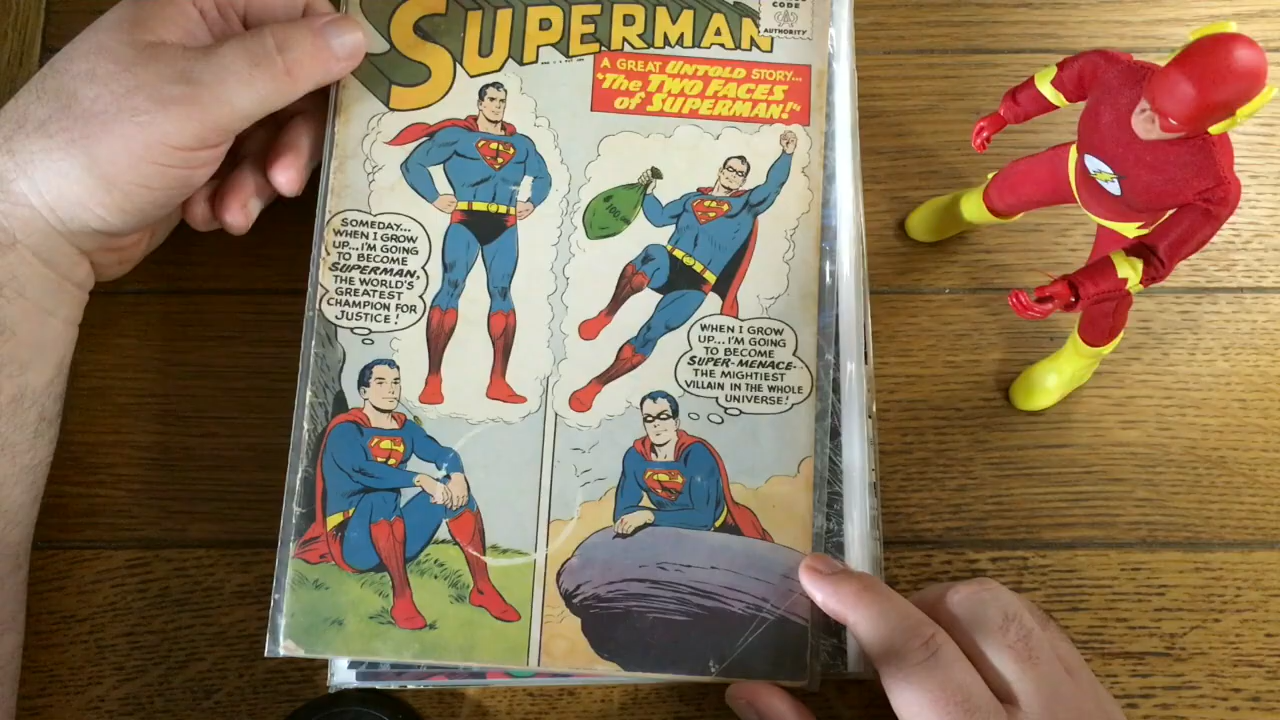 SUPERMAN
CODE
AUTHORITY
A GREAT UNTOLD STORY...
"The TWO FACES
of SUPERMAN!"
SOMEDAY...
WHEN I GROW
UP...I'M GOING
TO BECOME
SUPERMAN,
THE WORLD'S
GREATEST
CHAMPION FOR
JUSTICE!
100
WHEN I GROW
UP...I'M GOING
TO BECOME
SUPER-MENACE-
THE MIGHTIEST
VILLAIN IN THE WHOLE
UNIVERSE!